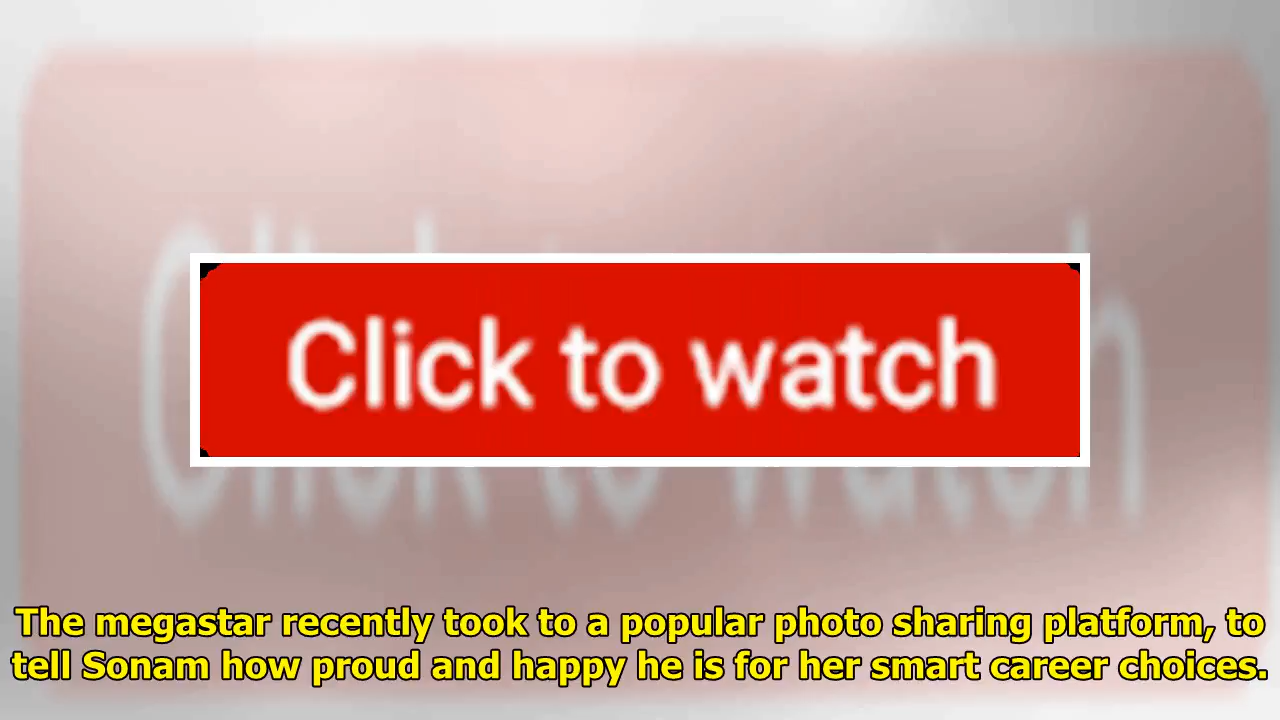 Click to watch
The megastar recently took to a popular photo sharing platform, to
tell Sonam how proud and happy he is for her smart career choices.